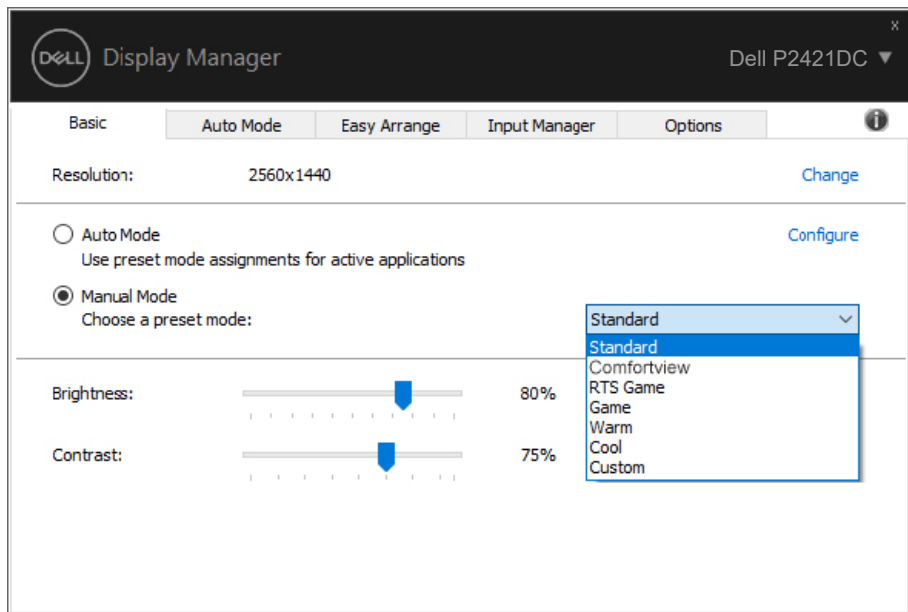 x
DELL Display Manager Dell P2421DC ▼
Basic Auto Mode Easy Arrange Input Manager Options i
Resolution: 2560x1440 Change
Auto Mode Configure
Use preset mode assignments for active applications
Manual Mode
Choose a preset mode: Standard
Standard
Comfortview
RTS Game
Game
Warm
Cool
Custom
Brightness: 80%
Contrast: 75%